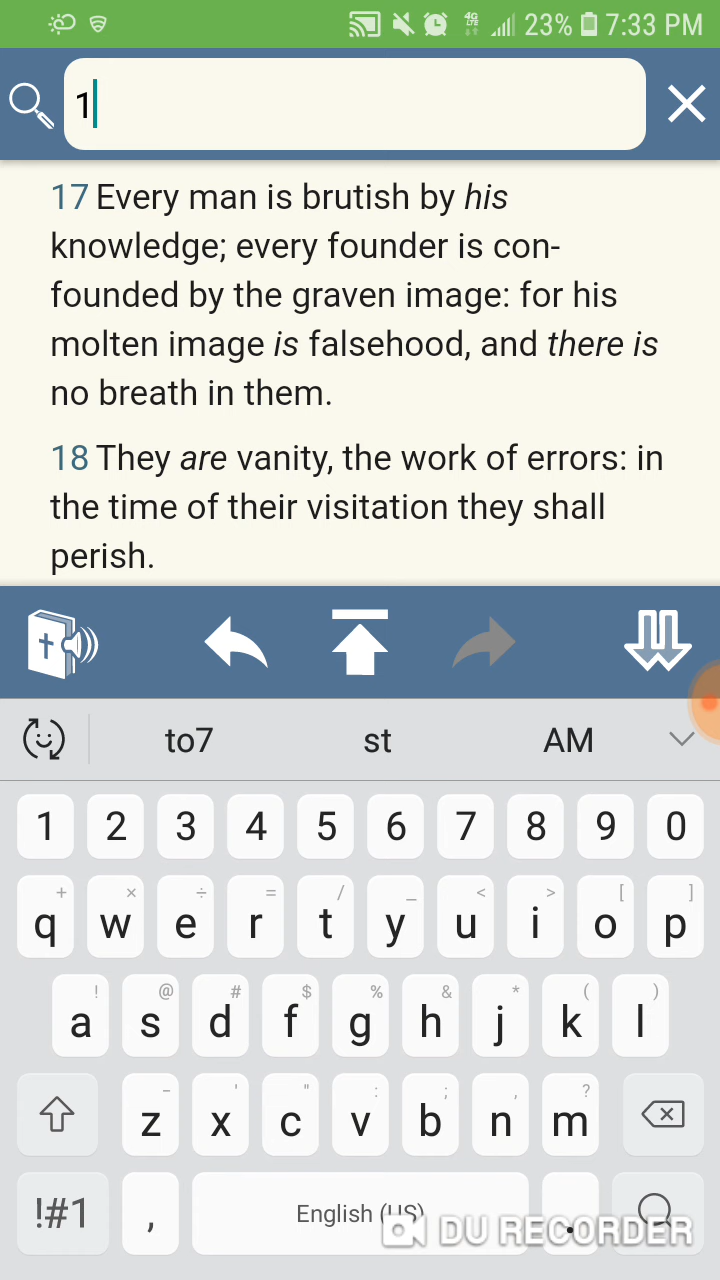 4G LTE 23% 7:33 PM
1
17 Every man is brutish by his
knowledge; every founder is con-
founded by the graven image: for his
molten image is falsehood, and there is
no breath in them.
18 They are vanity, the work of errors: in
the time of their visitation they shall
perish.
to7 st AM
1 2 3 4 5 6 7 8 9 0
+ × ÷ = / _ < > [ ]
q w e r t y u i o p
! @ # $ % & * ( )
a s d f g h j k l
- ' " : ; , ?
z x c v b n m
!#1 , English (US) .
DU RECORDER